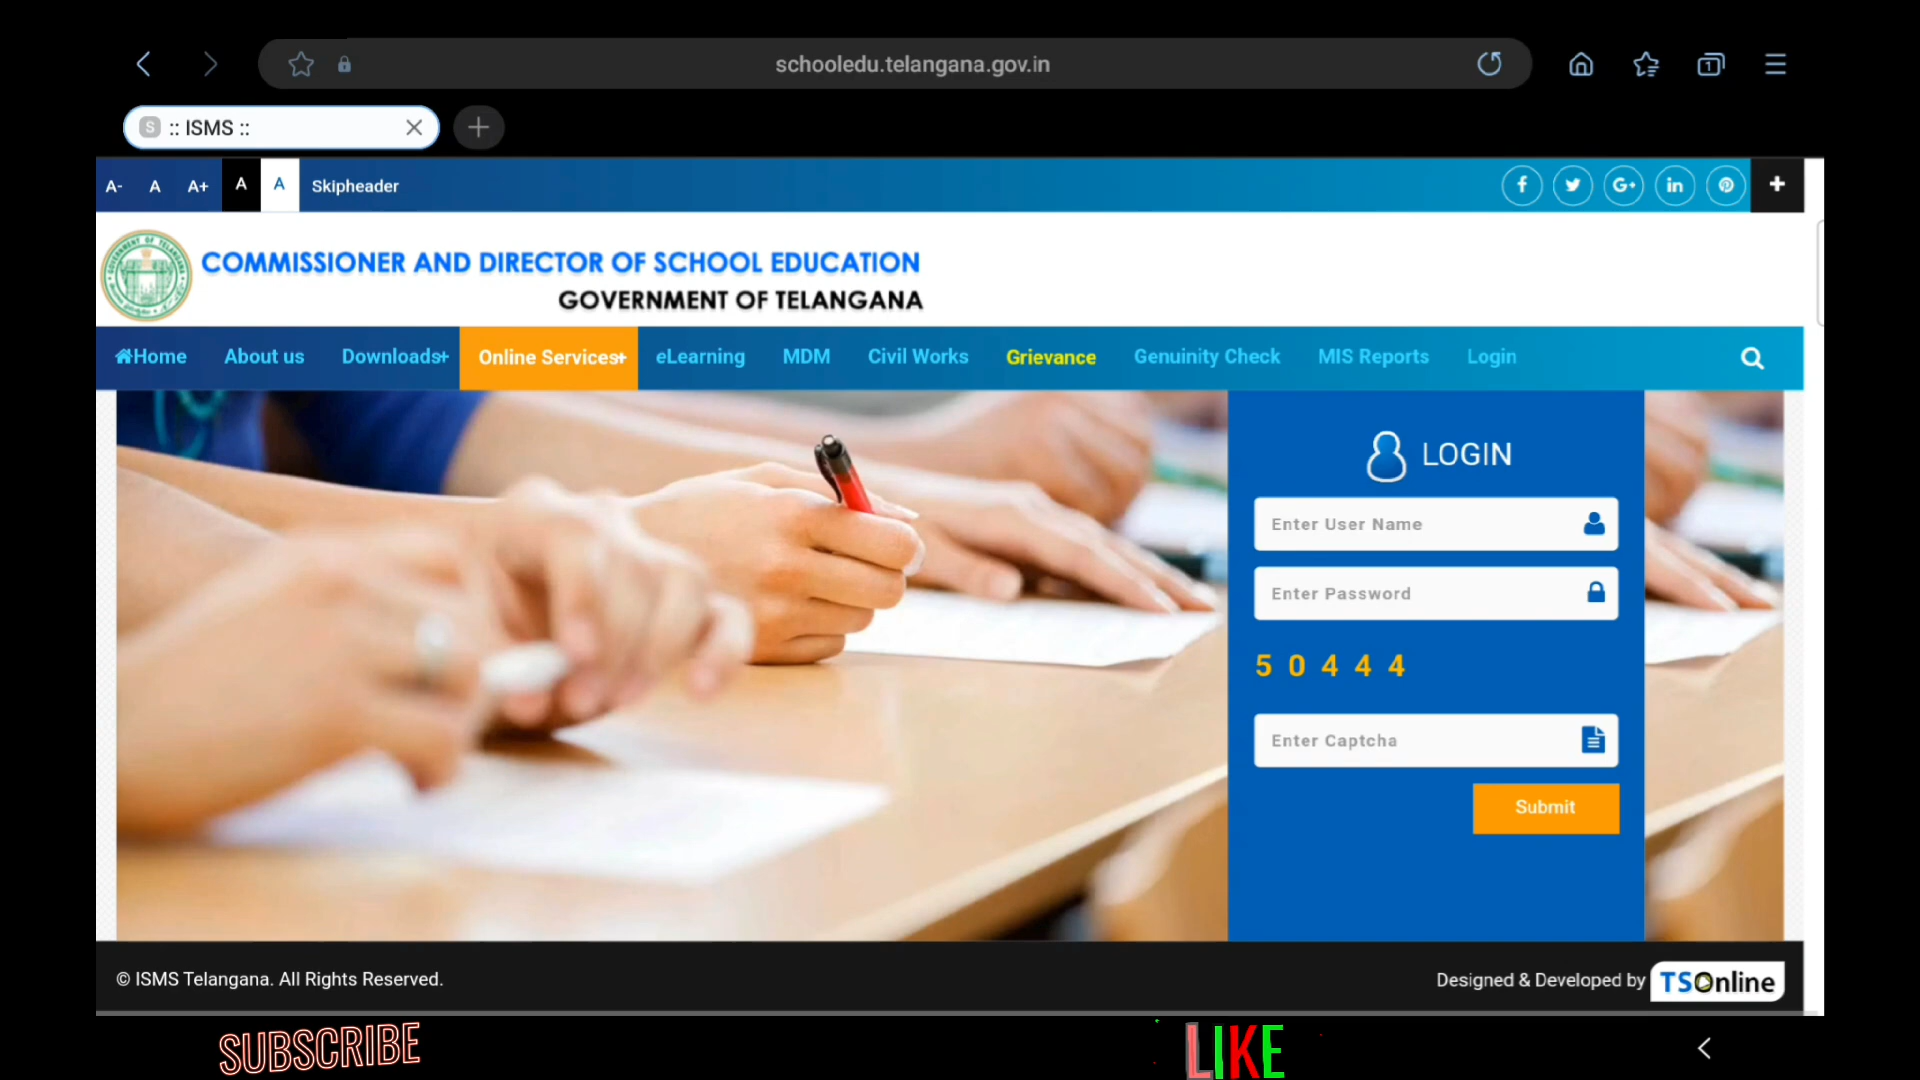 schooledu.telangana.gov.in
1
S :: ISMS ::
A- A A+ A A Skipheader
COMMISSIONER AND DIRECTOR OF SCHOOL EDUCATION
GOVERNMENT OF TELANGANA
Home About us Downloads+ Online Services+ eLearning MDM Civil Works Grievance Genuinity Check MIS Reports Login
LOGIN
Enter User Name
Enter Password
5 0 4 4 4
Enter Captcha
Submit
© ISMS Telangana. All Rights Reserved.
Designed & Developed by TSOnline
SUBSCRIBE
LIKE